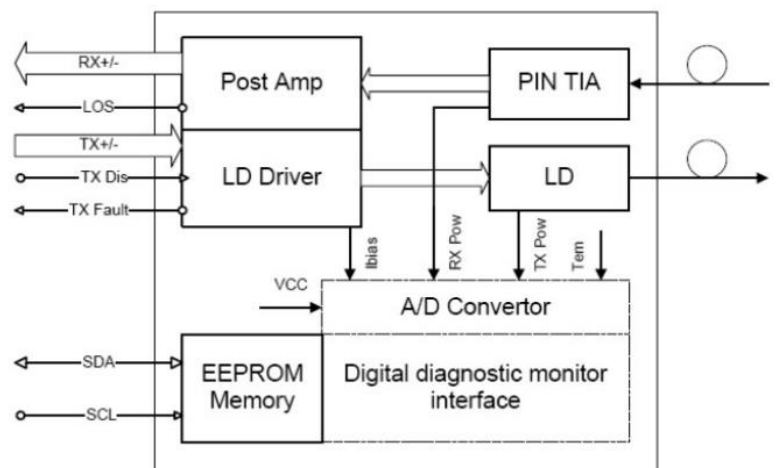 RX+/-
Post Amp
PIN TIA
LOS
TX+/-
TX Dis
LD Driver
LD
TX Fault
Ibias
RX Pow
TX Pow
Tem
VCC
A/D Convertor
SDA
EEPROM
Memory
Digital diagnostic monitor
interface
SCL